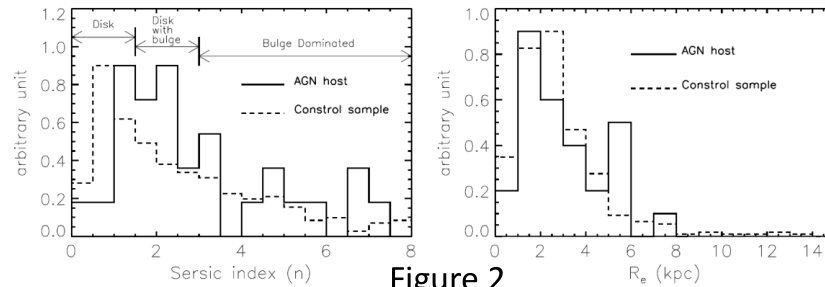 1.2
1.0
0.8
0.6
0.4
0.2
0.0
arbitrary unit
Disk
Disk
with
bulge
Bulge Dominated
AGN host
Constrol sample
0 2 4 6 8
Sersic index (n)
1.0
0.8
0.6
0.4
0.2
0.0
arbitrary unit
AGN host
Constrol sample
0 2 4 6 8 10 12 14
Re (kpc)
Figure 2